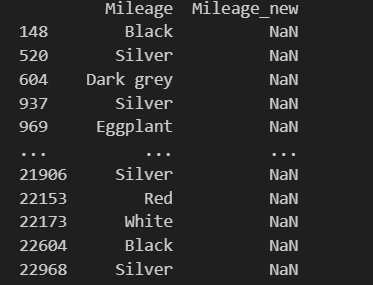 Mileage Mileage_new
148 Black NaN
520 Silver NaN
604 Dark grey NaN
937 Silver NaN
969 Eggplant NaN
... ... ...
21906 Silver NaN
22153 Red NaN
22173 White NaN
22604 Black NaN
22968 Silver NaN